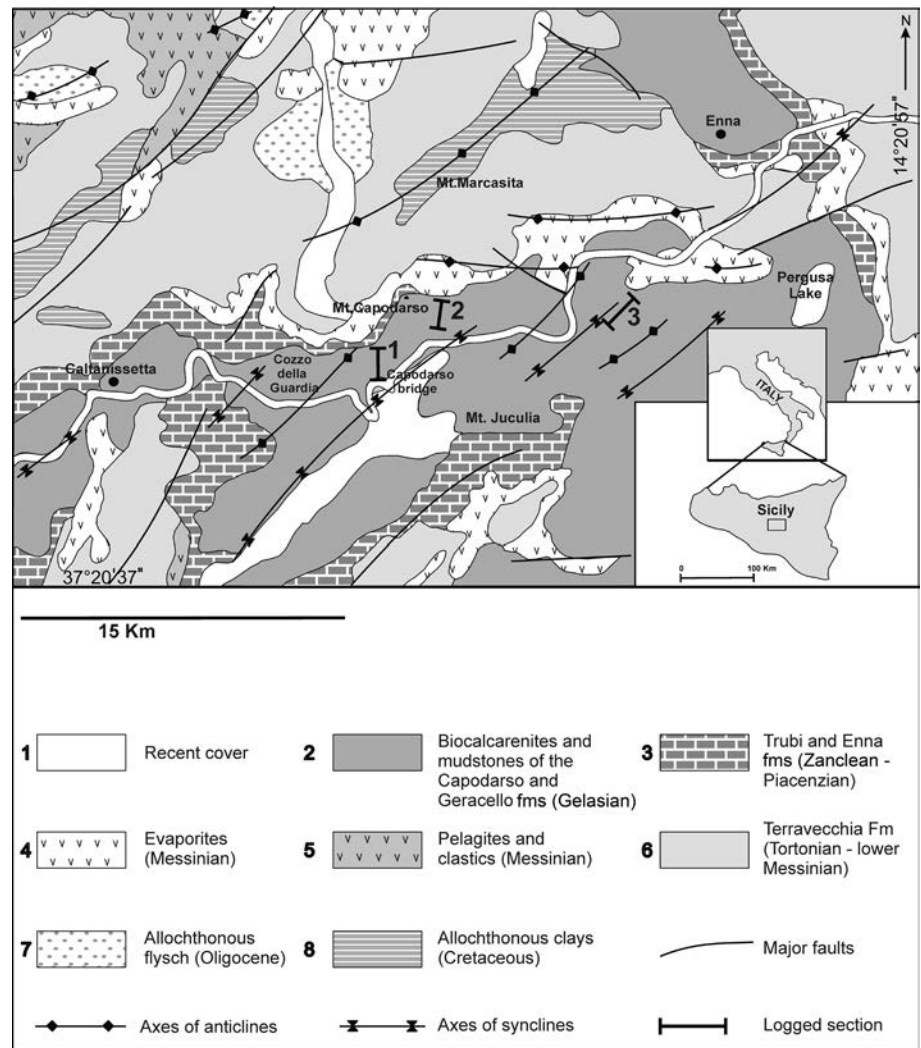 N
14°20'57"
Enna
Mt.Marcasita
Pergusa
Lake
Mt.Capodarso
2
3
1
Caltanissetta
Cozzo
della
Guardia
Capodarso
bridge
Mt. Juculia
ITALY
Sicily
37°20'37"
0 100 Km
15 Km
1 Recent cover
2 Biocalcarenites and
mudstones of the
Capodarso and
Geracello fms (Gelasian)
3 Trubi and Enna
fms (Zanclean -
Piacenzian)
4 Evaporites
(Messinian)
5 Pelagites and
clastics (Messinian)
6 Terravecchia Fm
(Tortonian - lower
Messinian)
7 Allochthonous
flysch (Oligocene)
8 Allochthonous clays
(Cretaceous)
Major faults
Axes of anticlines
Axes of synclines
Logged section